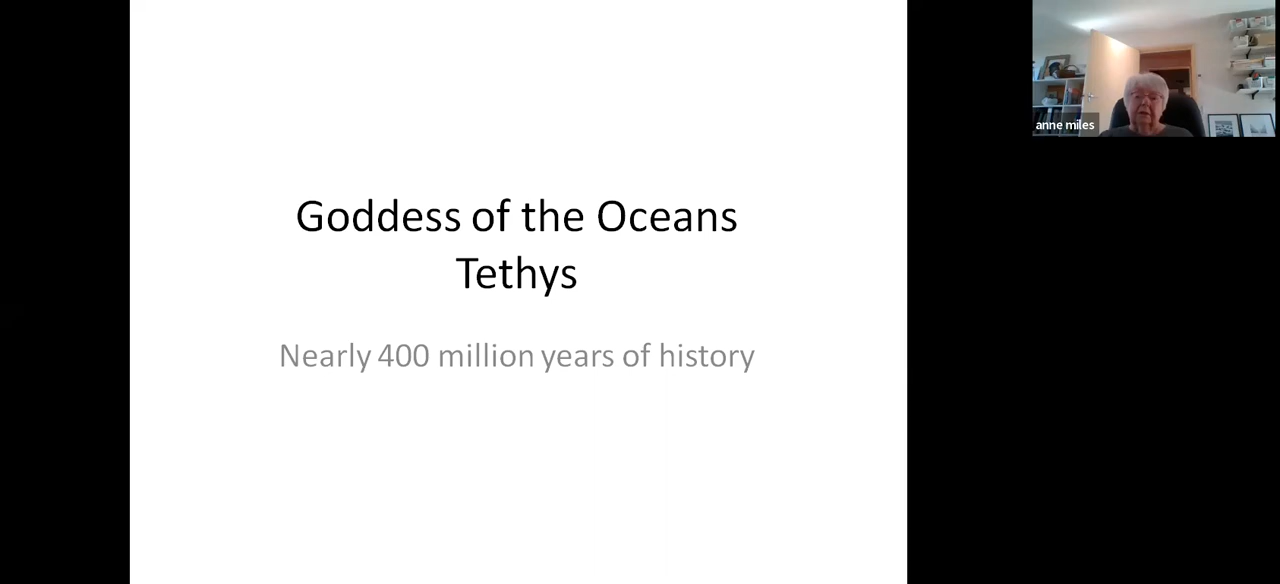 Goddess of the Oceans
Tethys
Nearly 400 million years of history
anne miles